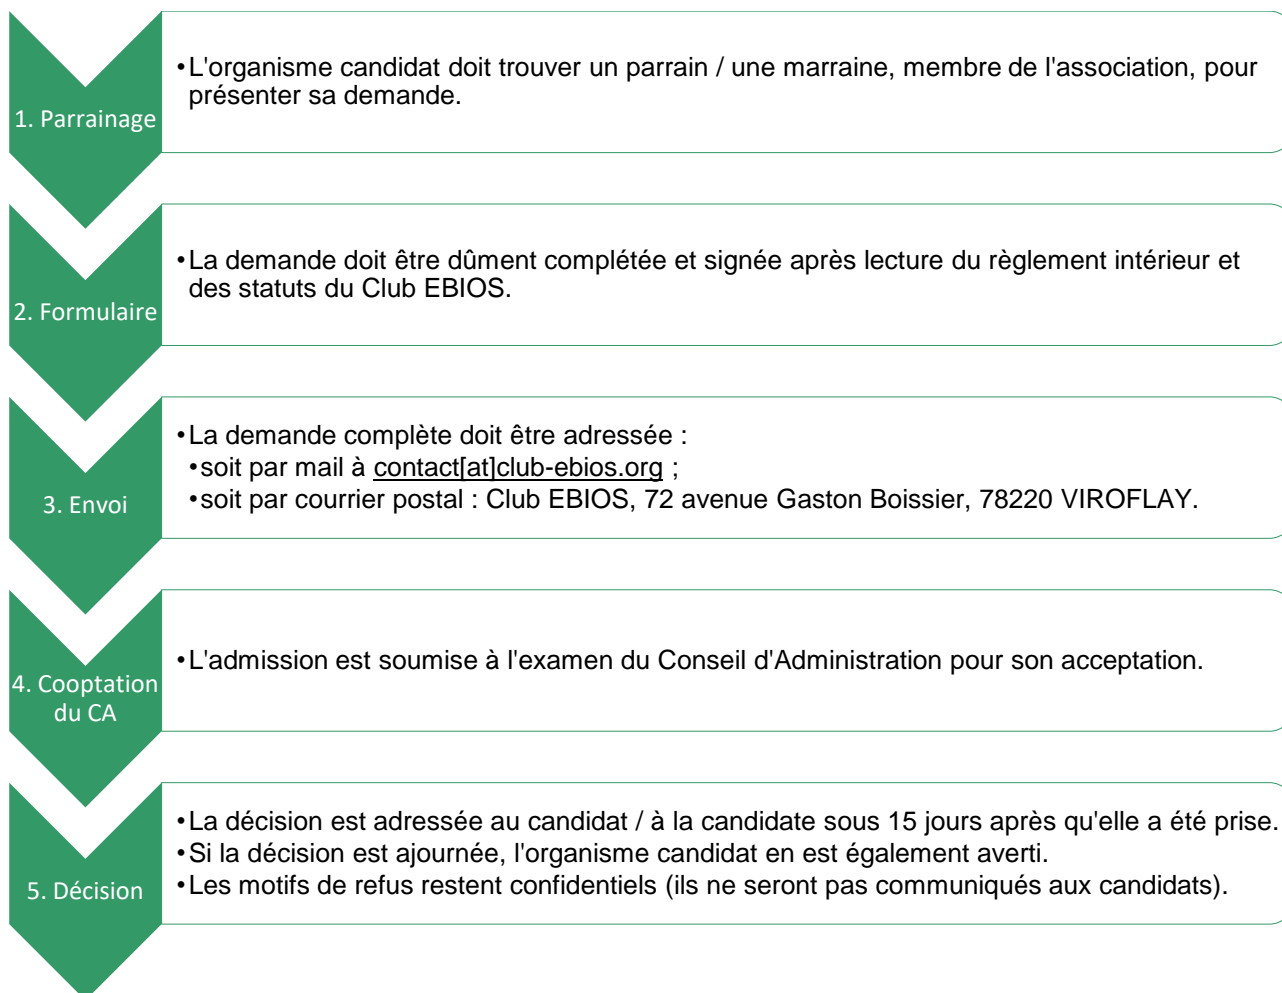 1. Parrainage
•L'organisme candidat doit trouver un parrain / une marraine, membre de l'association, pour
présenter sa demande.
2. Formulaire
•La demande doit être dûment complétée et signée après lecture du règlement intérieur et
des statuts du Club EBIOS.
3. Envoi
•La demande complète doit être adressée :
•soit par mail à contact[at]club-ebios.org ;
•soit par courrier postal : Club EBIOS, 72 avenue Gaston Boissier, 78220 VIROFLAY.
4. Cooptation
du CA
•L'admission est soumise à l'examen du Conseil d'Administration pour son acceptation.
5. Décision
•La décision est adressée au candidat / à la candidate sous 15 jours après qu'elle a été prise.
•Si la décision est ajournée, l'organisme candidat en est également averti.
•Les motifs de refus restent confidentiels (ils ne seront pas communiqués aux candidats).